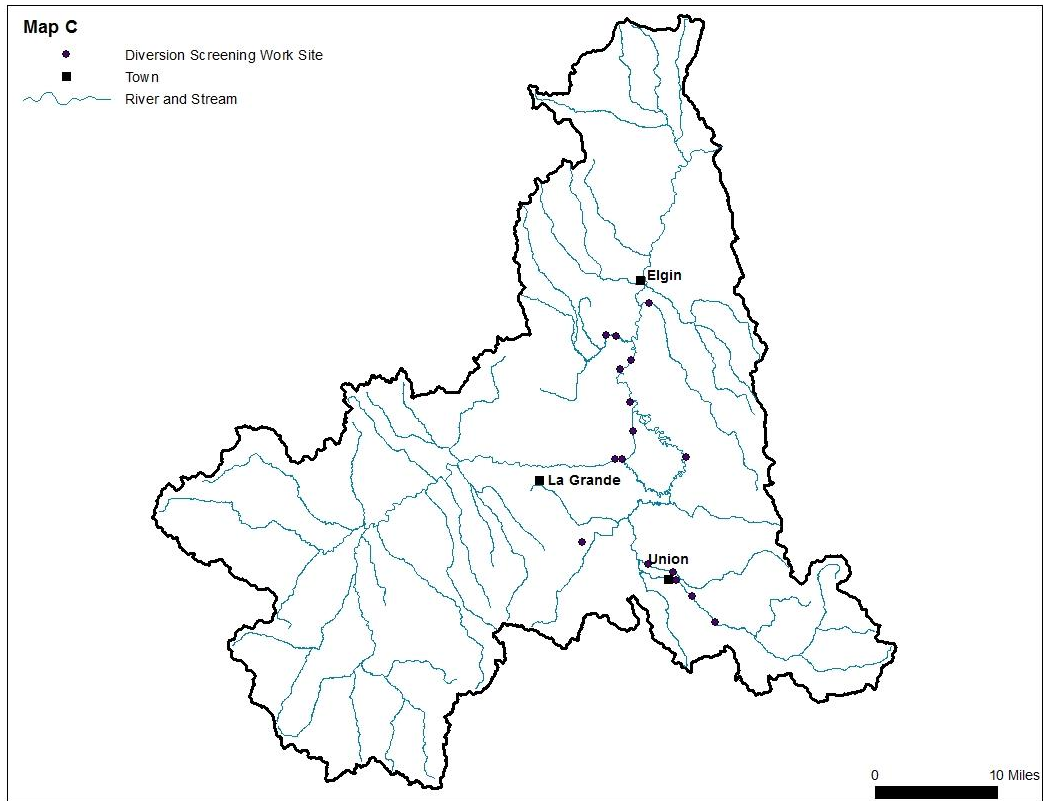 Map C
Diversion Screening Work Site
Town
River and Stream
Elgin
La Grande
Union
0 10 Miles